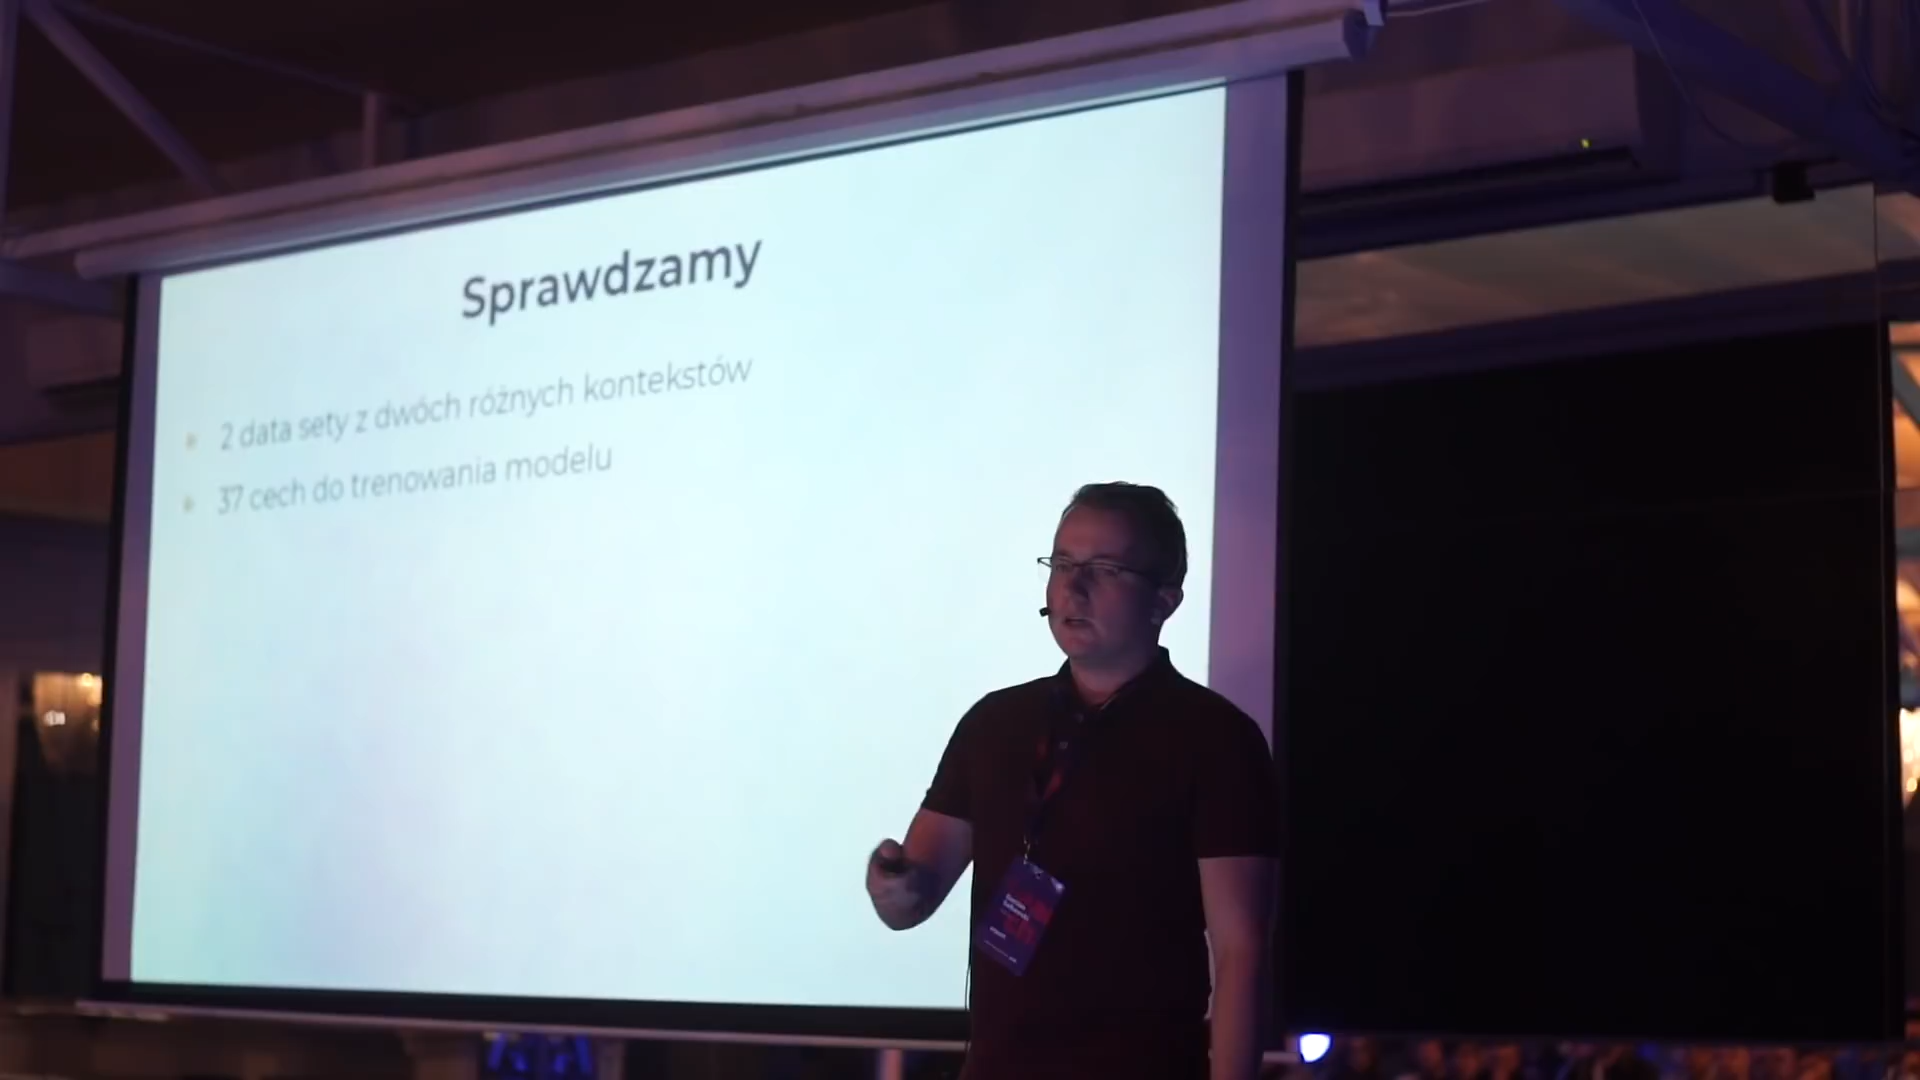 Sprawdzamy
2 data sety z dwóch różnych kontekstów
37 cech do trenowania modelu